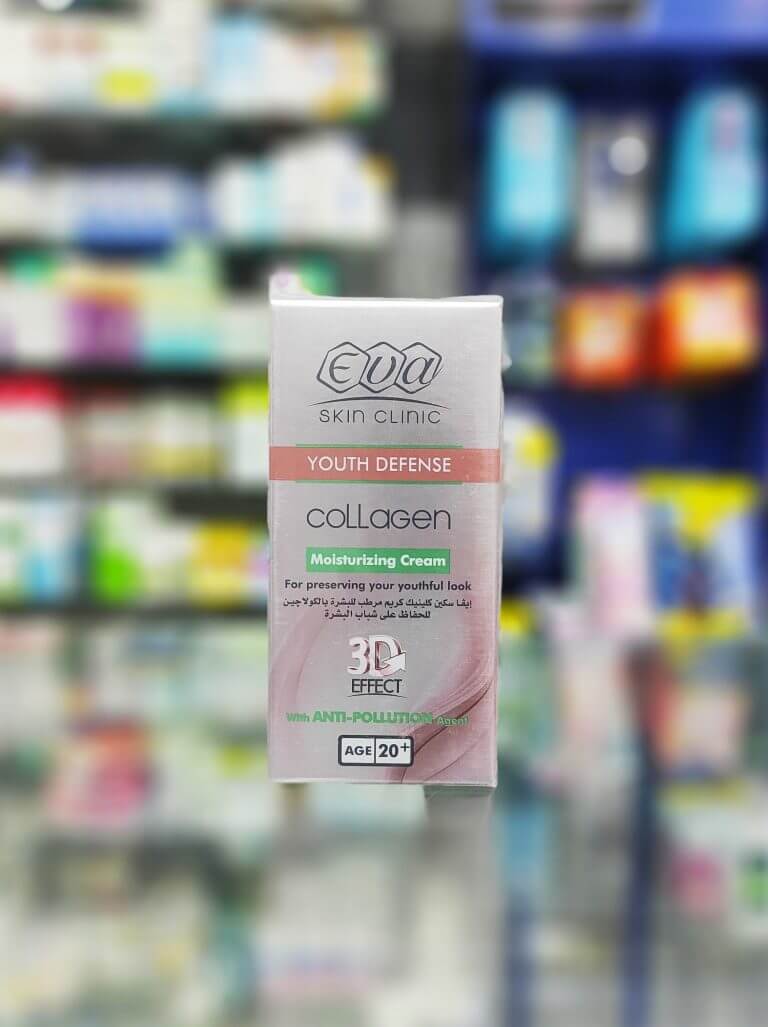 Eva
SKIN CLINIC
YOUTH DEFENSE
coLLagen
Moisturizing Cream
For preserving your youthful look
إيفا سكين كلينيك كريم مرطب للبشرة بالكولاجين
للحفاظ على شباب البشرة
3D
EFFECT
With ANTI-POLLUTION Agent
AGE 20+